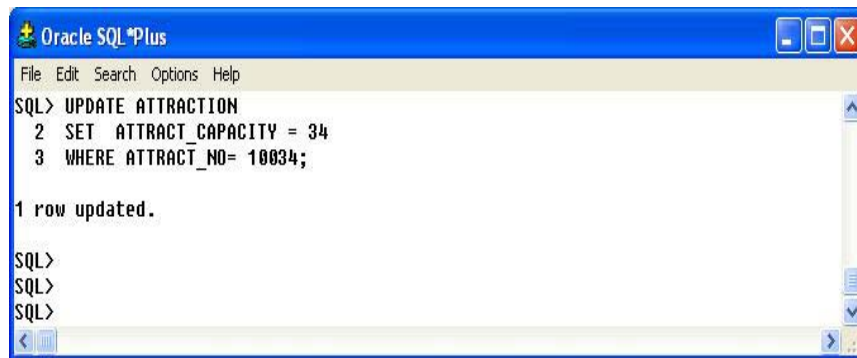 Oracle SQL*Plus
File Edit Search Options Help
SQL> UPDATE ATTRACTION
2 SET ATTRACT_CAPACITY = 34
3 WHERE ATTRACT_NO= 10034;
1 row updated.
SQL>
SQL>
SQL>